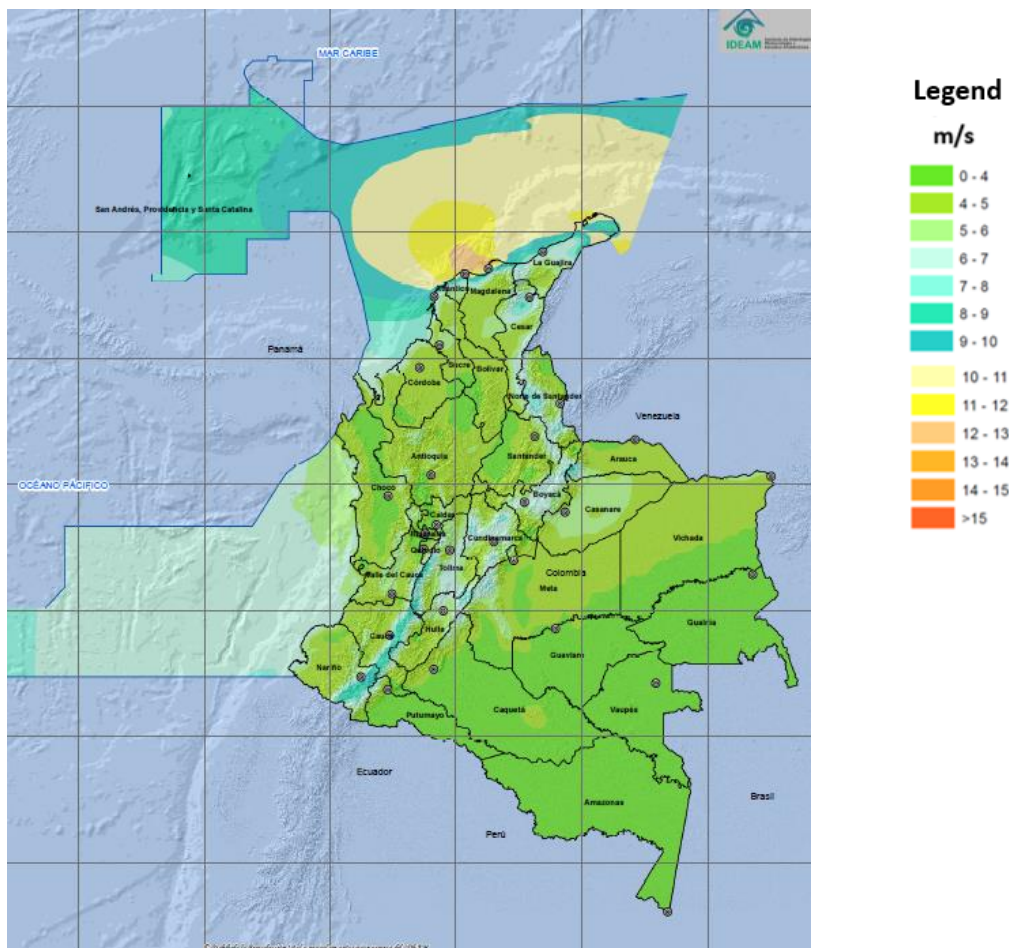 IDEAM
MAR CARIBE
San Andrés, Providencia y Santa Catalina
La Guajira
Atlántico
Magdalena
Cesar
Panamá
Sucre
Bolívar
Córdoba
Norte de Santander
Venezuela
Antioquia
Santander
Arauca
OCÉANO PÁCIFICO
Chocó
Boyacá
Casanare
Caldas
Risaralda
Cundinamarca
Vichada
Quindío
Tolima
Colombia
Valle del Cauca
Meta
Guainía
Cauca
Huila
Guaviare
Nariño
Caquetá
Vaupés
Putumayo
Ecuador
Amazonas
Brasil
Perú
Legend
m/s
0 - 4
4 - 5
5 - 6
6 - 7
7 - 8
8 - 9
9 - 10
10 - 11
11 - 12
12 - 13
13 - 14
14 - 15
>15